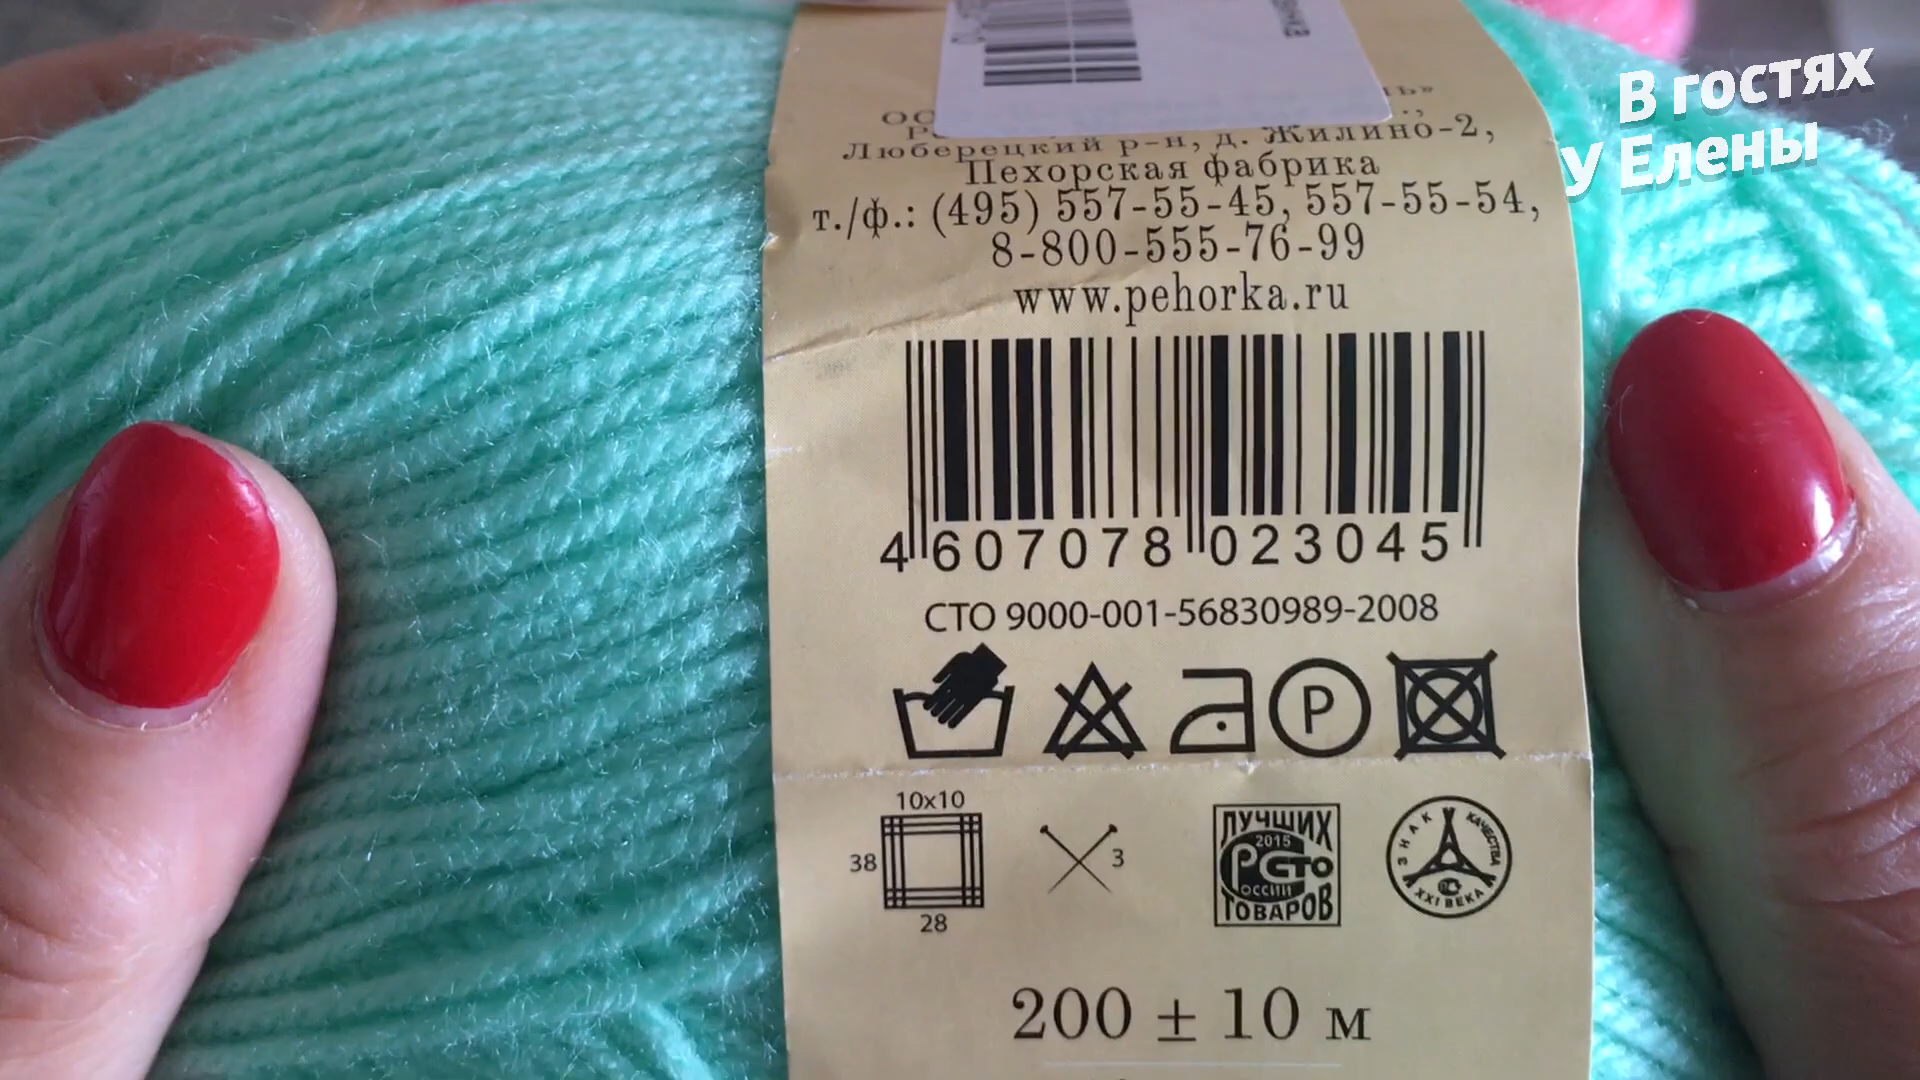 В гостях
у Елены
Люберецкий р-н, д. Жилино-2,
Пехорская фабрика
т./ф.: (495) 557-55-45, 557-55-54,
8-800-555-76-99
www.pehorka.ru
4 607078 023045
СТО 9000-001-56830989-2008
P
10x10
38
28
3
ЛУЧШИХ
2015
СТО
РОССИИ
ТОВАРОВ
ЗНАК КАЧЕСТВА
XXI ВЕКА
200 ± 10 м